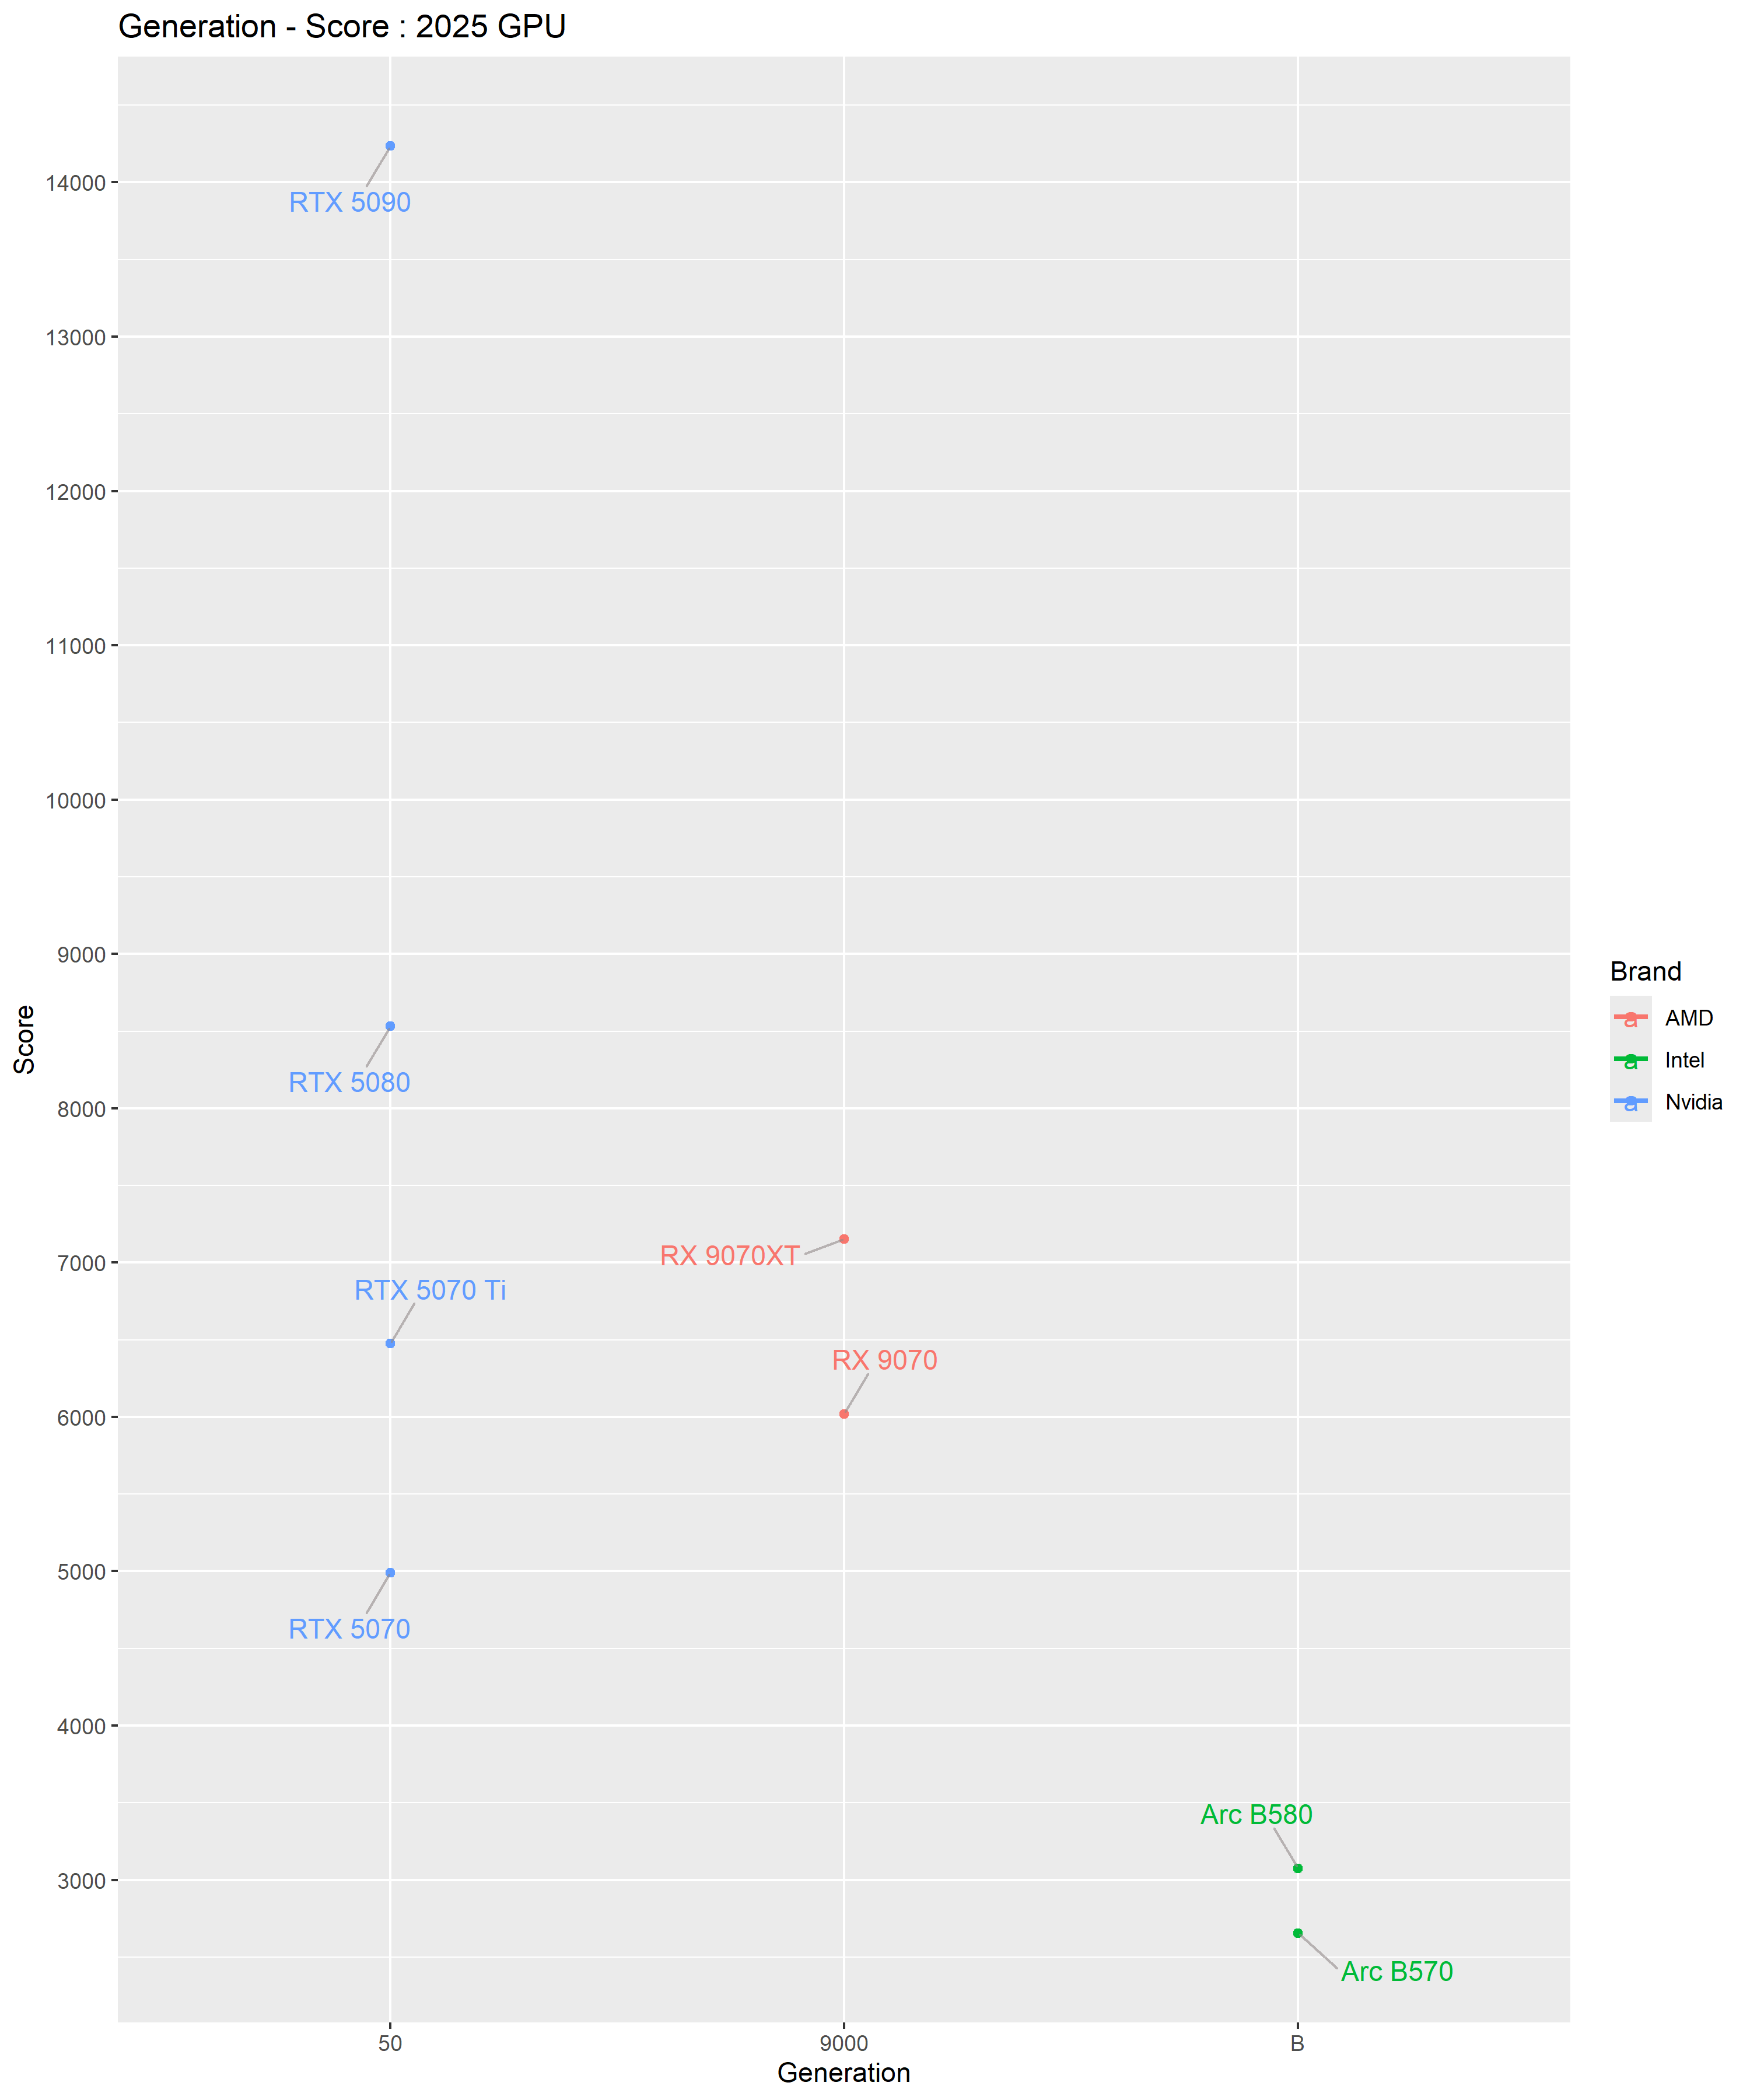 Generation - Score : 2025 GPU
Score
14000
13000
12000
11000
10000
9000
8000
7000
6000
5000
4000
3000
RTX 5090
RTX 5080
RX 9070XT
RTX 5070 Ti
RX 9070
RTX 5070
Arc B580
Arc B570
50
9000
B
Generation
Brand
a AMD
a Intel
a Nvidia